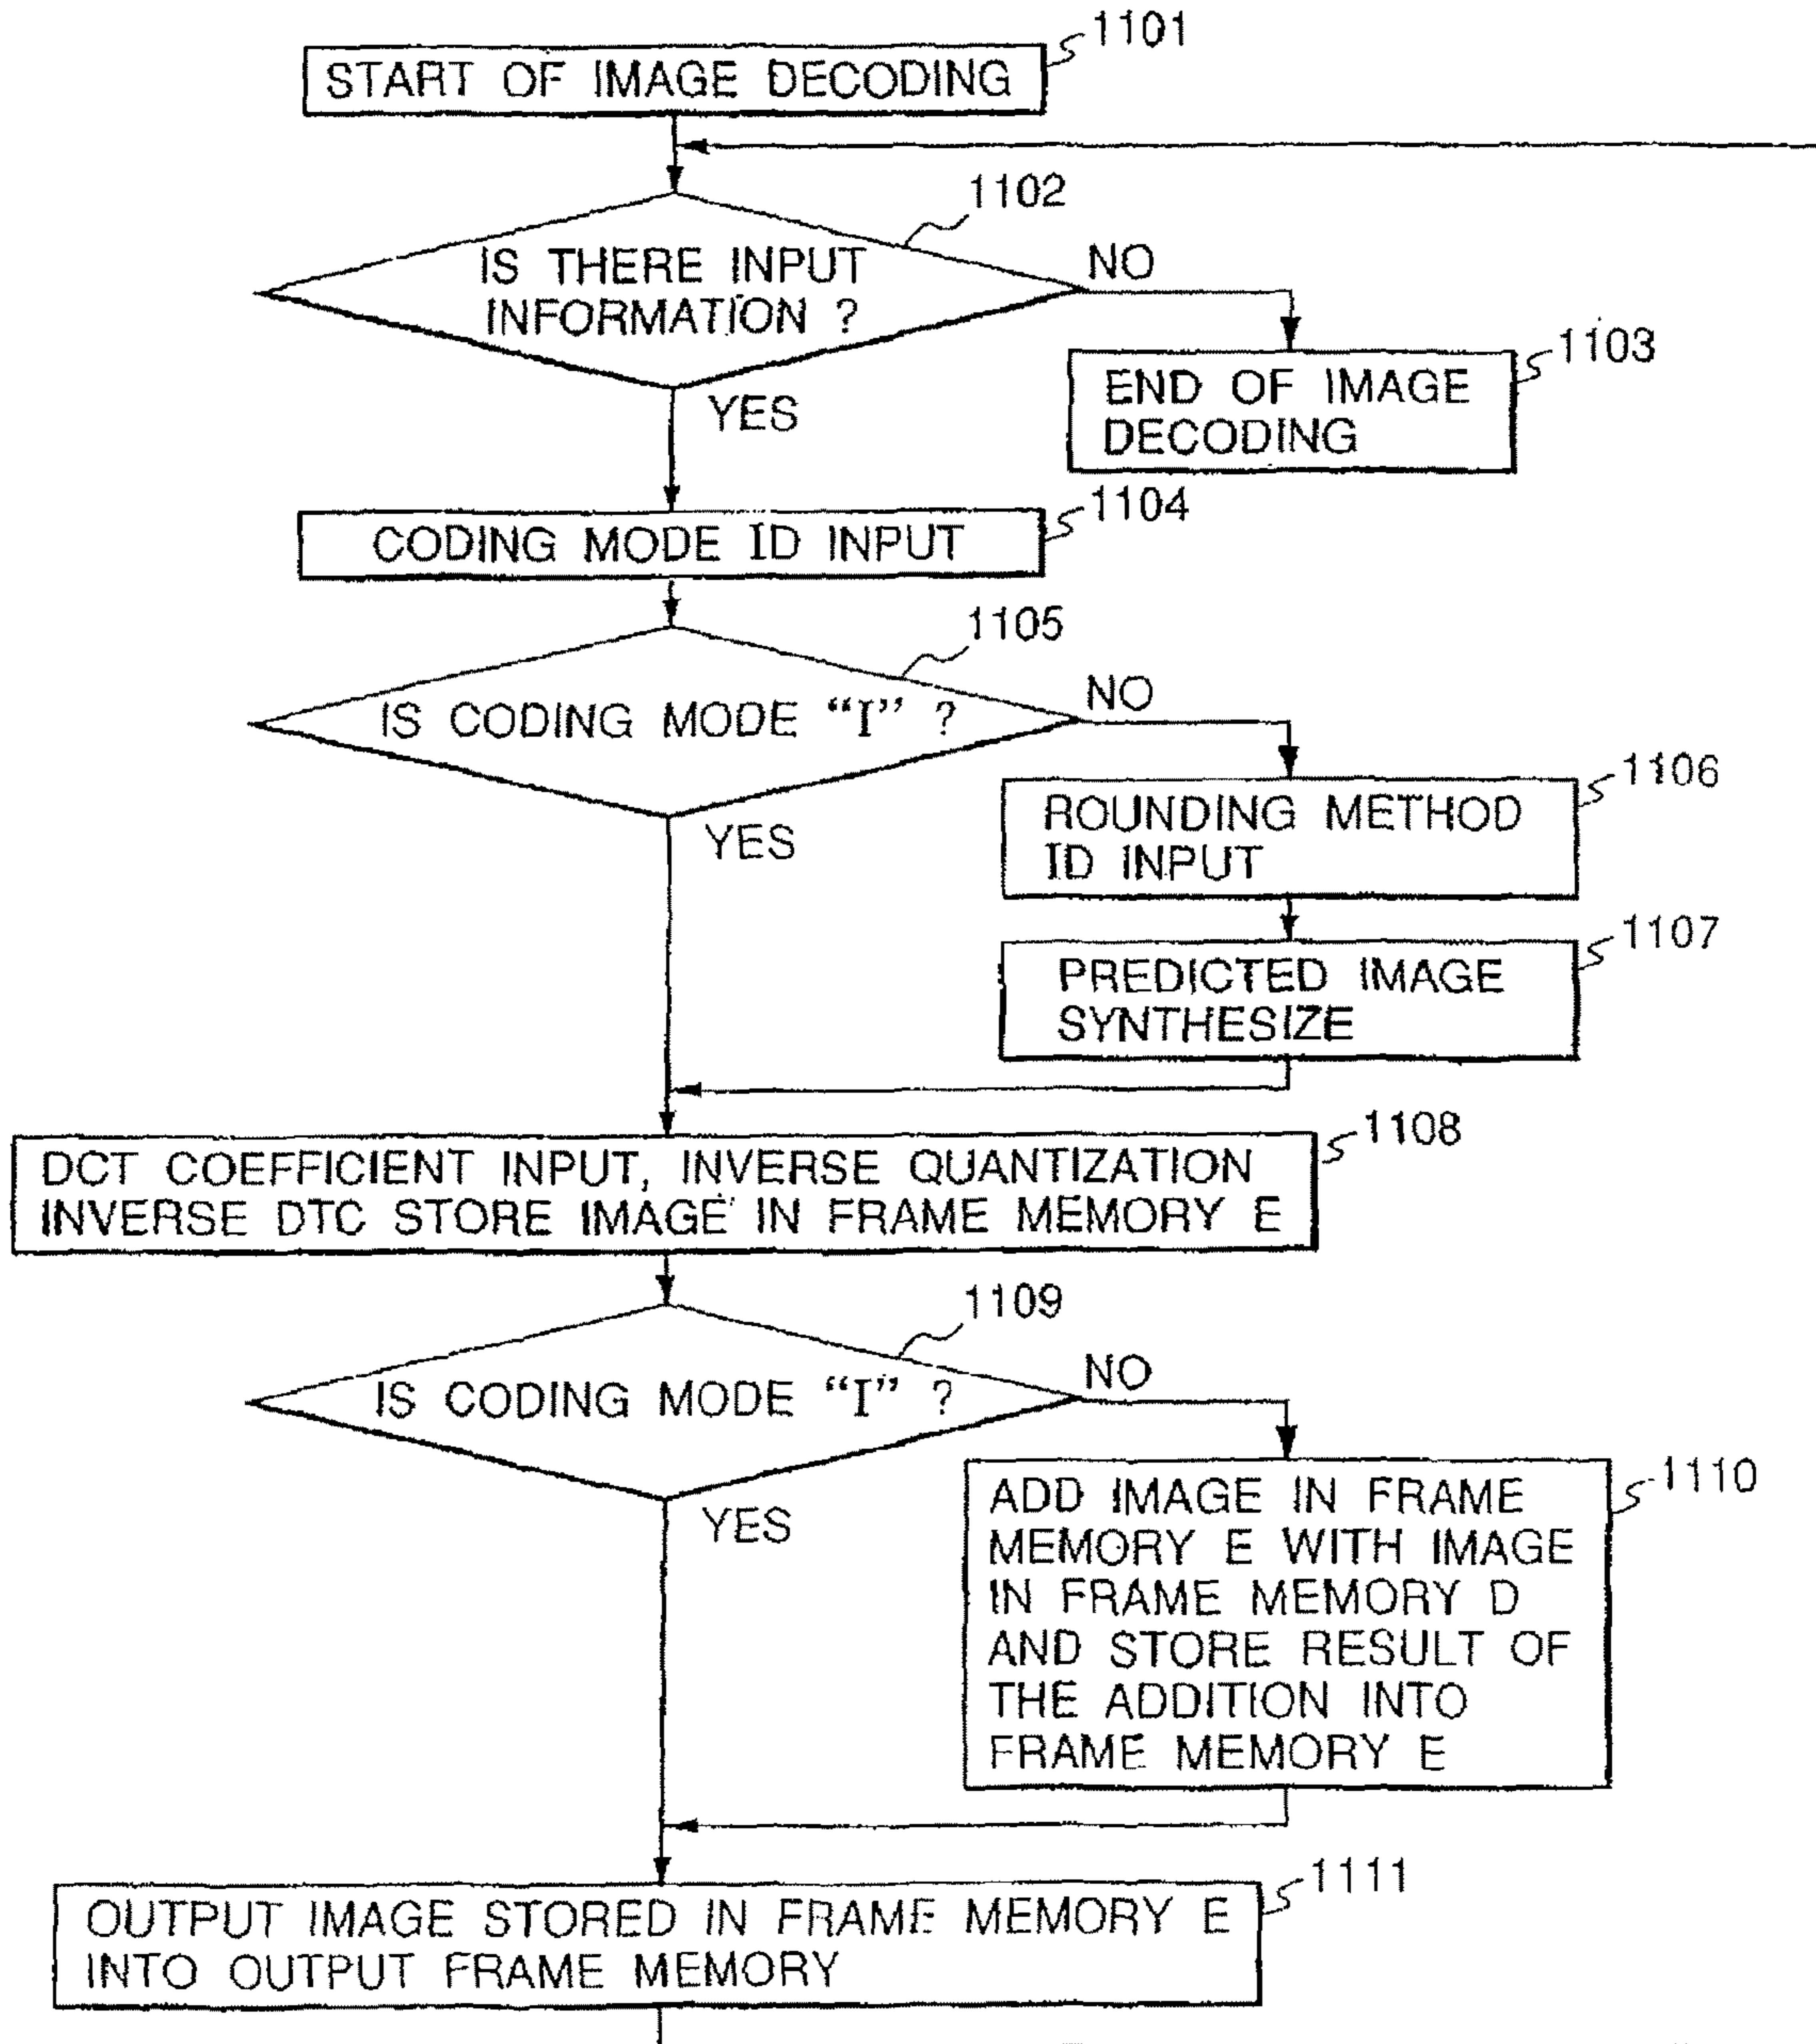 1101
START OF IMAGE DECODING
1102
IS THERE INPUT
INFORMATION ?
NO
1103
END OF IMAGE
DECODING
YES
1104
CODING MODE ID INPUT
1105
IS CODING MODE “I” ?
NO
1106
ROUNDING METHOD
ID INPUT
YES
1107
PREDICTED IMAGE
SYNTHESIZE
1108
DCT COEFFICIENT INPUT, INVERSE QUANTIZATION
INVERSE DTC STORE IMAGE IN FRAME MEMORY E
1109
IS CODING MODE “I” ?
NO
1110
ADD IMAGE IN FRAME
MEMORY E WITH IMAGE
IN FRAME MEMORY D
AND STORE RESULT OF
THE ADDITION INTO
FRAME MEMORY E
YES
1111
OUTPUT IMAGE STORED IN FRAME MEMORY E
INTO OUTPUT FRAME MEMORY